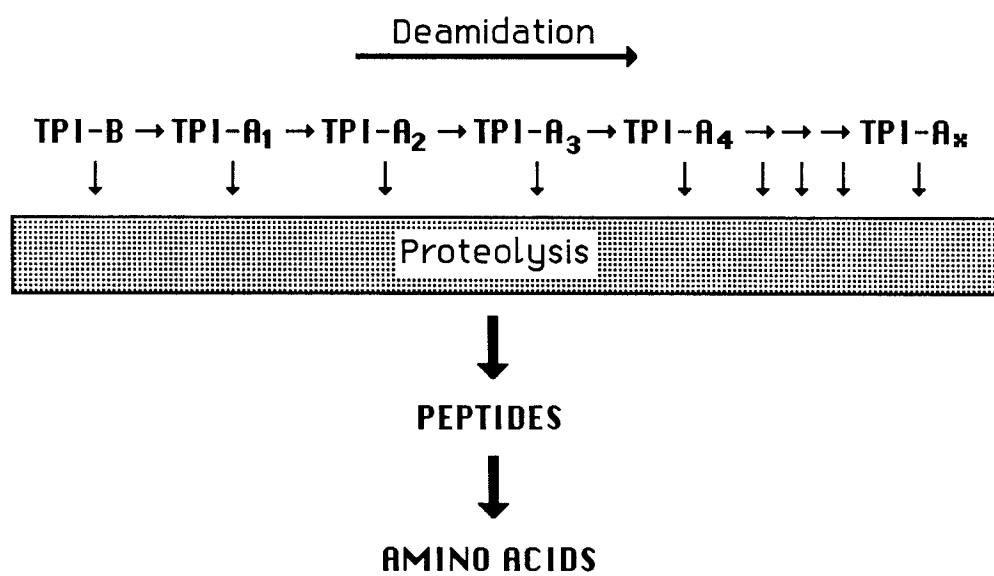 Deamidation
TPI-B → TPI-A₁ → TPI-A₂ → TPI-A₃ → TPI-A₄ → → → TPI-Aₓ
Proteolysis
PEPTIDES
AMINO ACIDS